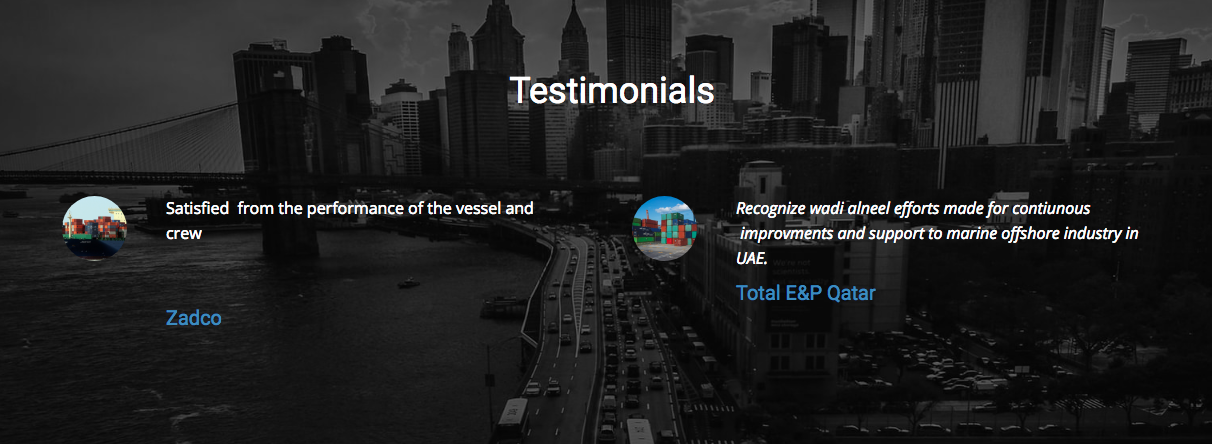 Testimonials
Satisfied  from the performance of the vessel and
crew
Zadco
Recognize wadi alneel efforts made for contiunous
improvments and support to marine offshore industry in
UAE.
Total E&P Qatar